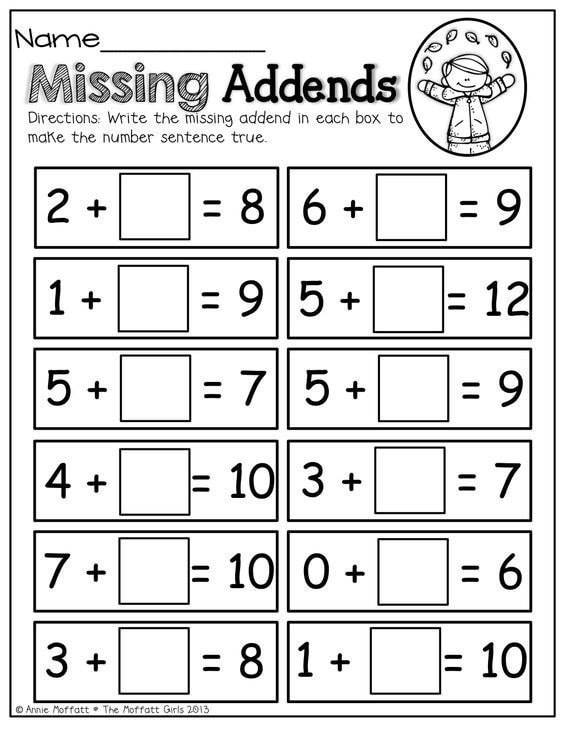 Name__________
Missing Addends
Directions: Write the missing addend in each box to
make the number sentence true.
2 + = 8 6 + = 9
1 + = 9 5 + = 12
5 + = 7 5 + = 9
4 + = 10 3 + = 7
7 + = 10 0 + = 6
3 + = 8 1 + = 10
© Annie Moffatt @ The Moffatt Girls 2013